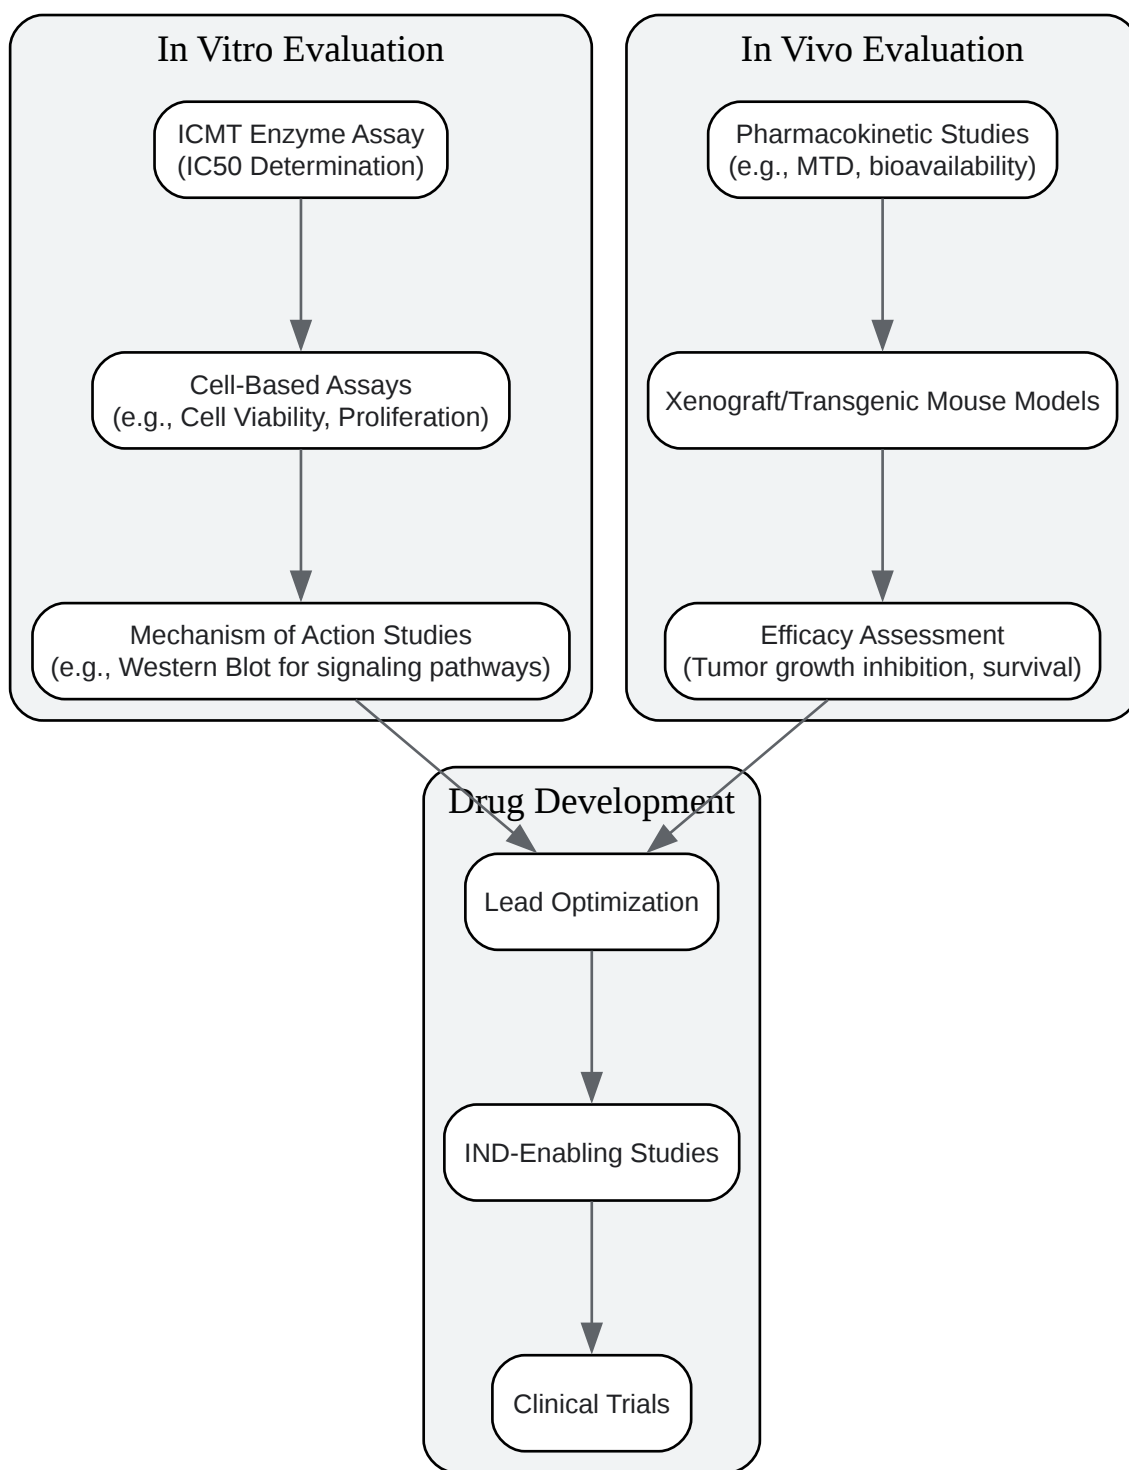 In Vitro Evaluation
ICMT Enzyme Assay
(IC50 Determination)
Cell-Based Assays
(e.g., Cell Viability, Proliferation)
Mechanism of Action Studies
(e.g., Western Blot for signaling pathways)
In Vivo Evaluation
Pharmacokinetic Studies
(e.g., MTD, bioavailability)
Xenograft/Transgenic Mouse Models
Efficacy Assessment
(Tumor growth inhibition, survival)
Drug Development
Lead Optimization
IND-Enabling Studies
Clinical Trials